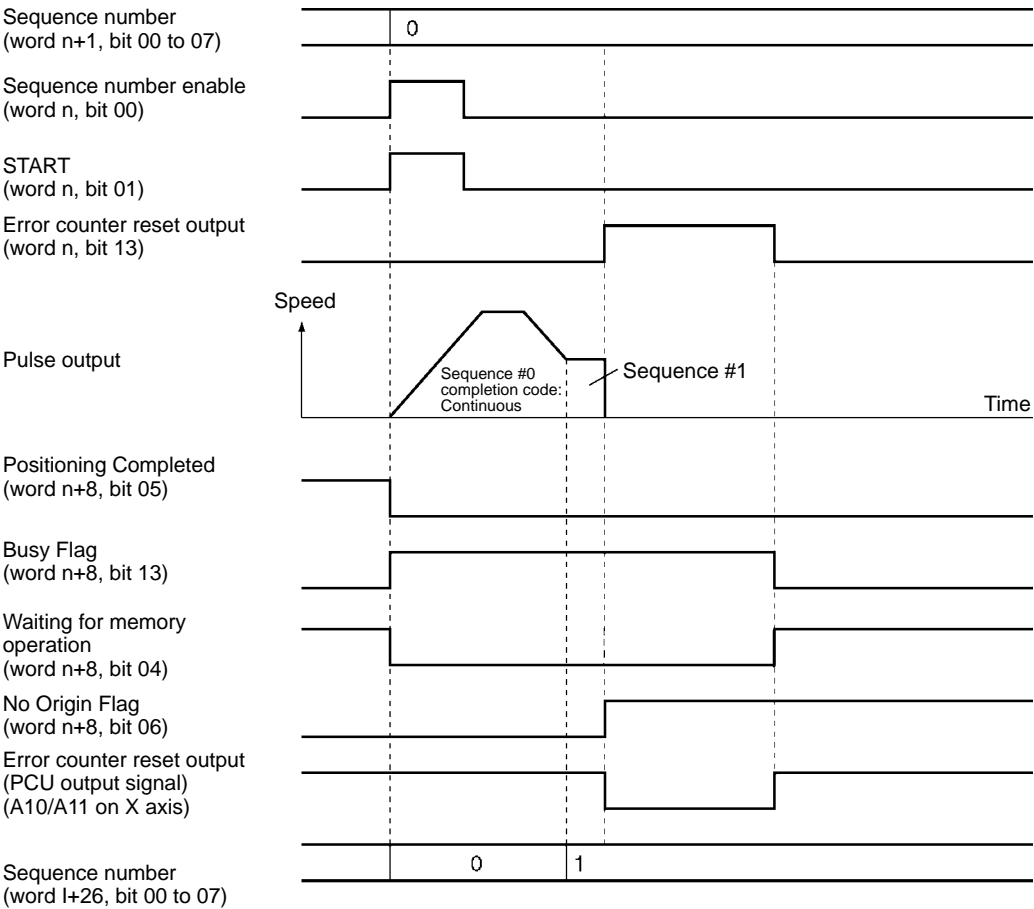 Sequence number
(word n+1, bit 00 to 07)
0
Sequence number enable
(word n, bit 00)
START
(word n, bit 01)
Error counter reset output
(word n, bit 13)
Speed
Pulse output
Sequence #0
completion code:
Continuous
Sequence #1
Time
Positioning Completed
(word n+8, bit 05)
Busy Flag
(word n+8, bit 13)
Waiting for memory
operation
(word n+8, bit 04)
No Origin Flag
(word n+8, bit 06)
Error counter reset output
(PCU output signal)
(A10/A11 on X axis)
0
1
Sequence number
(word l+26, bit 00 to 07)